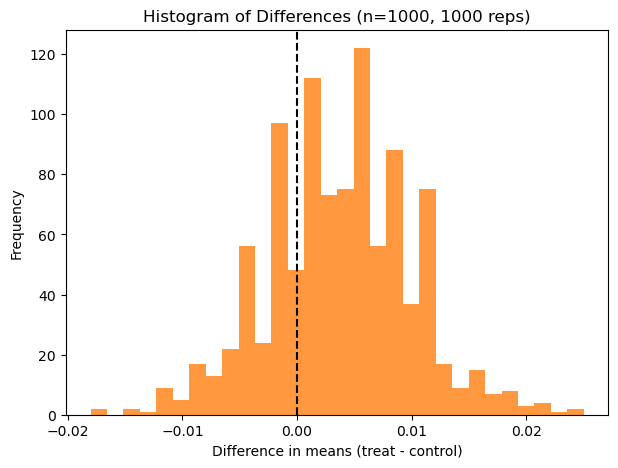 Histogram of Differences (n=1000, 1000 reps)
120
100
80
60
40
20
0
Frequency
−0.02 −0.01 0.00 0.01 0.02
Difference in means (treat - control)